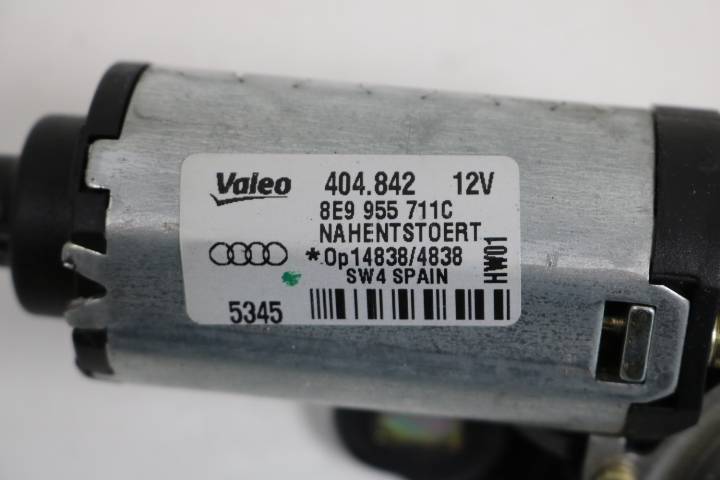 Valeo 404.842 12V
8E9 955 711C
NAHENTSTOERT
*Op14838/4838
SW4 SPAIN
HW01
5345